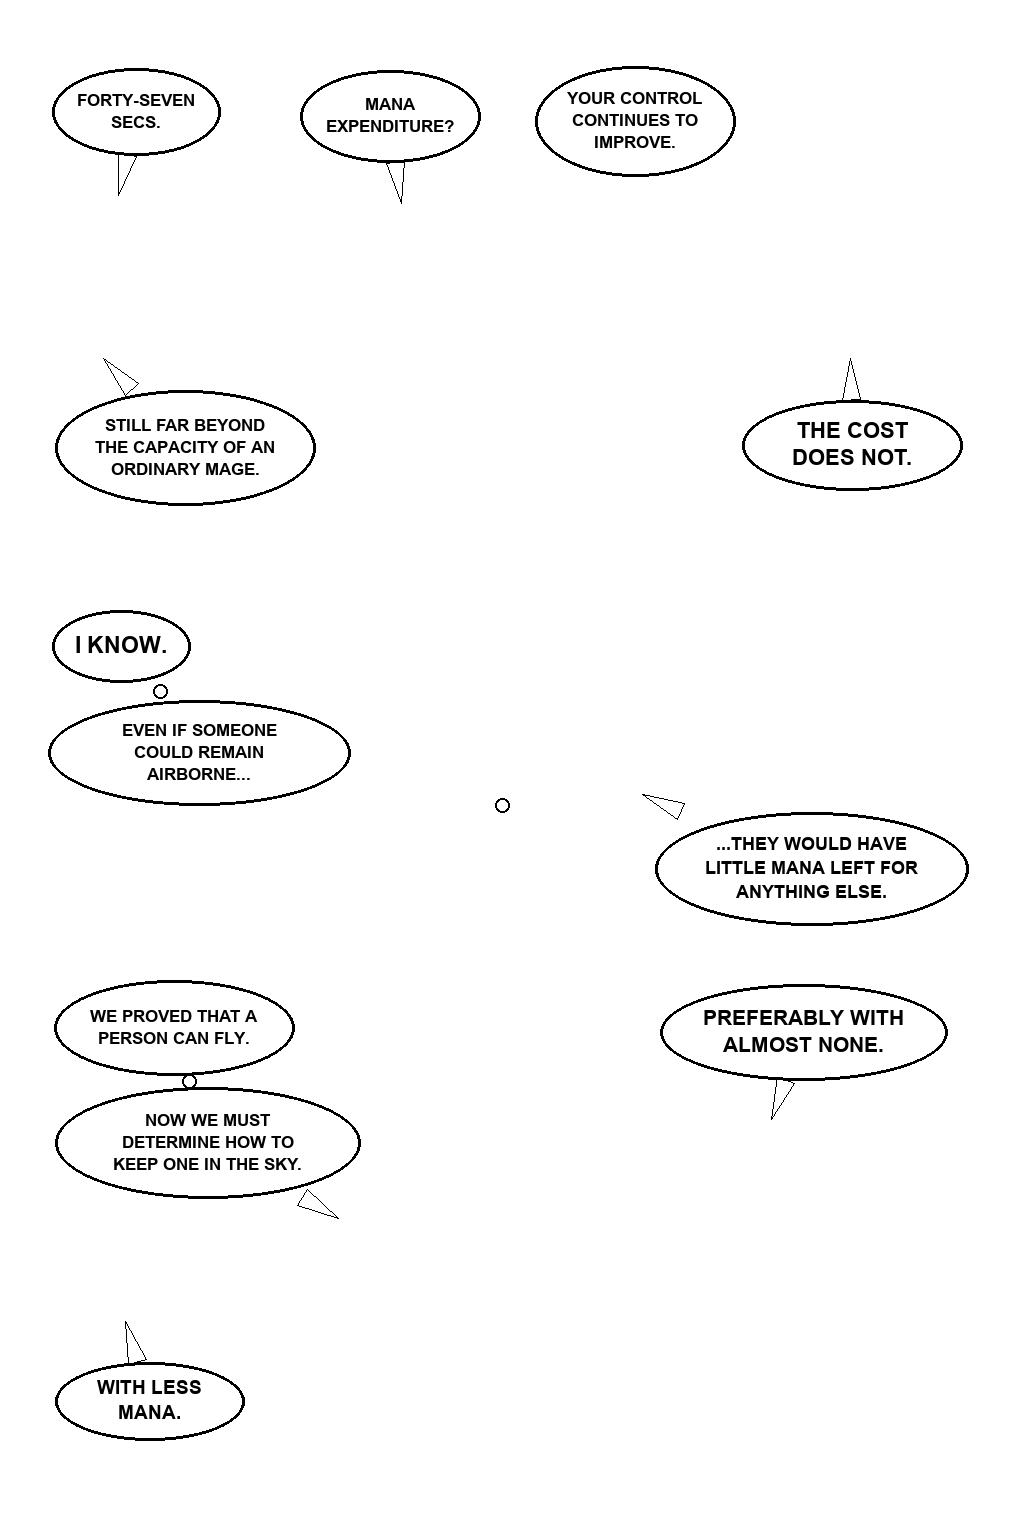 FORTY-SEVEN
SECS.
MANA
EXPENDITURE?
YOUR CONTROL
CONTINUES TO
IMPROVE.
STILL FAR BEYOND
THE CAPACITY OF AN
ORDINARY MAGE.
THE COST
DOES NOT.
I KNOW.
EVEN IF SOMEONE
COULD REMAIN
AIRBORNE...
...THEY WOULD HAVE
LITTLE MANA LEFT FOR
ANYTHING ELSE.
WE PROVED THAT A
PERSON CAN FLY.
NOW WE MUST
DETERMINE HOW TO
KEEP ONE IN THE SKY.
PREFERABLY WITH
ALMOST NONE.
WITH LESS
MANA.